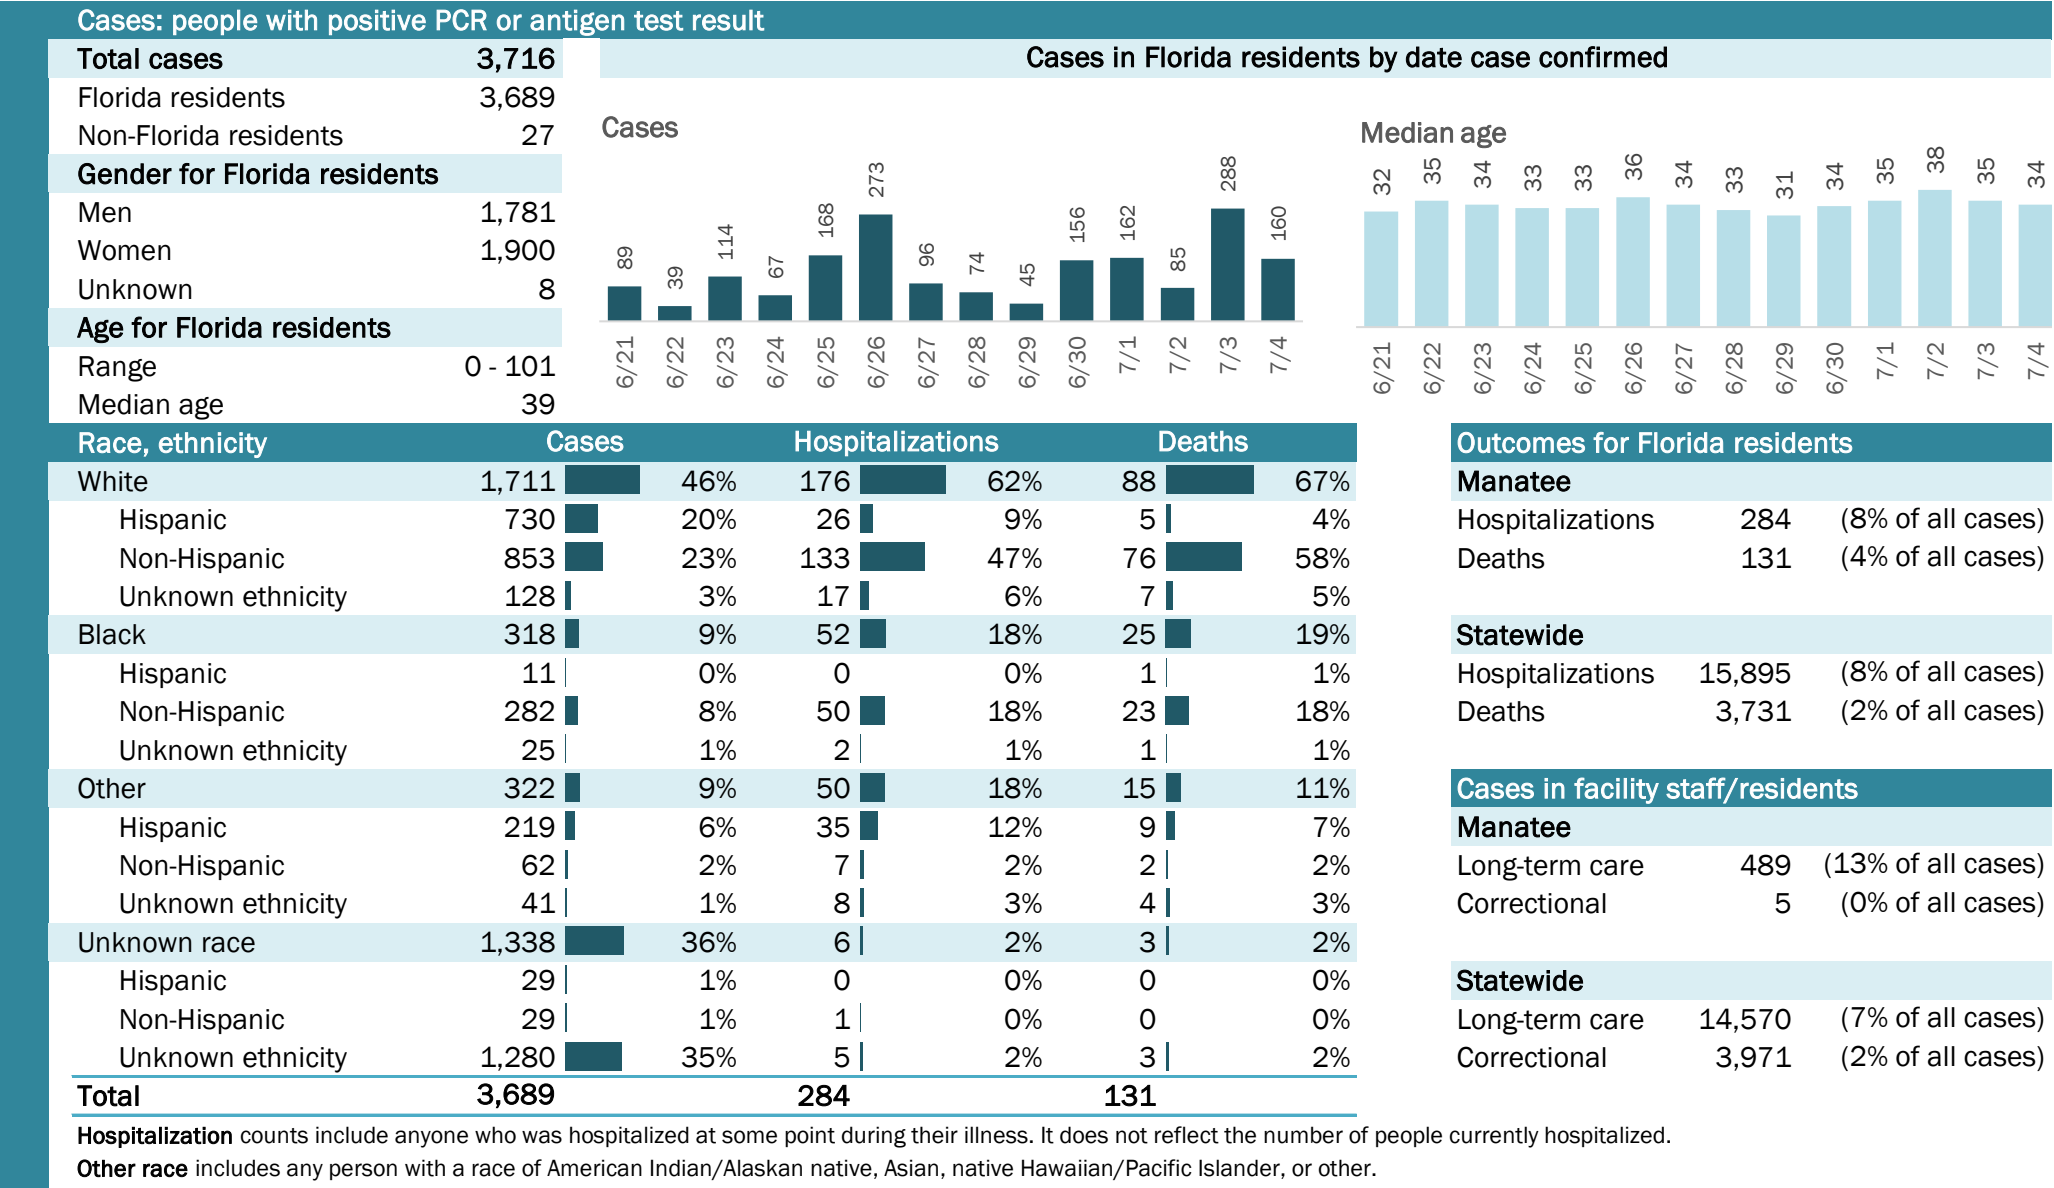 Cases: people with positive PCR or antigen test result
Total cases 3,716
Florida residents 3,689
Non-Florida residents 27
Gender for Florida residents
Men 1,781
Women 1,900
Unknown 8
Age for Florida residents
Range 0 - 101
Median age 39
Cases in Florida residents by date case confirmed
Cases
89 39 114 67 168 273 96 74 45 156 162 85 288 160
6/21 6/22 6/23 6/24 6/25 6/26 6/27 6/28 6/29 6/30 7/1 7/2 7/3 7/4
Median age
32 35 34 33 33 36 34 33 31 34 35 38 35 34
6/21 6/22 6/23 6/24 6/25 6/26 6/27 6/28 6/29 6/30 7/1 7/2 7/3 7/4
Race, ethnicity Cases Hospitalizations Deaths
White 1,711 46% 176 62% 88 67%
Hispanic 730 20% 26 9% 5 4%
Non-Hispanic 853 23% 133 47% 76 58%
Unknown ethnicity 128 3% 17 6% 7 5%
Black 318 9% 52 18% 25 19%
Hispanic 11 0% 0 0% 1 1%
Non-Hispanic 282 8% 50 18% 23 18%
Unknown ethnicity 25 1% 2 1% 1 1%
Other 322 9% 50 18% 15 11%
Hispanic 219 6% 35 12% 9 7%
Non-Hispanic 62 2% 7 2% 2 2%
Unknown ethnicity 41 1% 8 3% 4 3%
Unknown race 1,338 36% 6 2% 3 2%
Hispanic 29 1% 0 0% 0 0%
Non-Hispanic 29 1% 1 0% 0 0%
Unknown ethnicity 1,280 35% 5 2% 3 2%
Total 3,689 284 131
Outcomes for Florida residents
Manatee
Hospitalizations 284 (8% of all cases)
Deaths 131 (4% of all cases)
Statewide
Hospitalizations 15,895 (8% of all cases)
Deaths 3,731 (2% of all cases)
Cases in facility staff/residents
Manatee
Long-term care 489 (13% of all cases)
Correctional 5 (0% of all cases)
Statewide
Long-term care 14,570 (7% of all cases)
Correctional 3,971 (2% of all cases)
Hospitalization counts include anyone who was hospitalized at some point during their illness. It does not reflect the number of people currently hospitalized.
Other race includes any person with a race of American Indian/Alaskan native, Asian, native Hawaiian/Pacific Islander, or other.